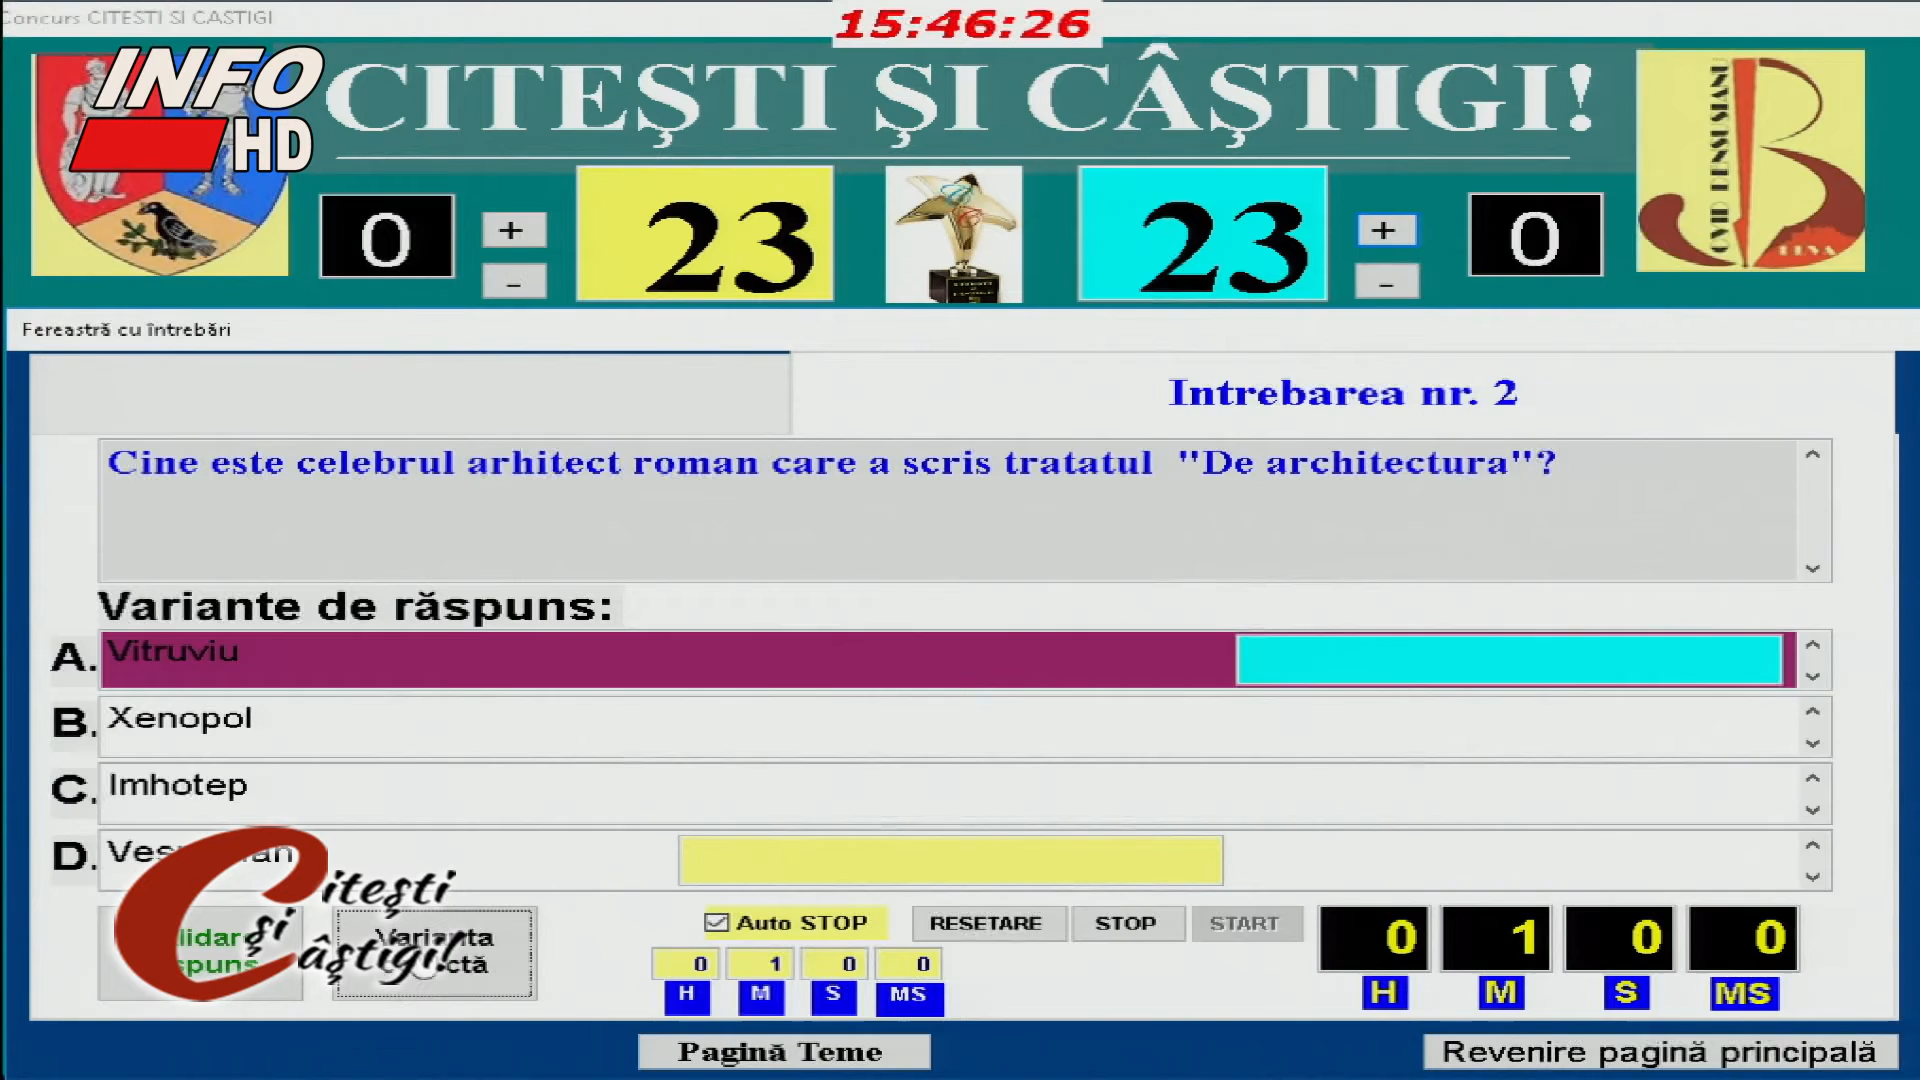 Concurs CITESTI SI CASTIGI
15:46:26
INFO
HD
CITEŞTI ŞI CÂŞTIGI!
OVID DENSUSIANU
0
+
-
23
23
+
-
0
Fereastră cu întrebări
Intrebarea nr. 2
Cine este celebrul arhitect roman care a scris tratatul "De architectura"?
Variante de răspuns:
A. Vitruviu
B. Xenopol
C. Imhotep
D.
Citeşti
şi
Câştigi!
Varianta
Auto STOP
RESETARE
STOP
START
0 1 0 0
H M S MS
0 1 0 0
H M S MS
Pagină Teme
Revenire pagină principală